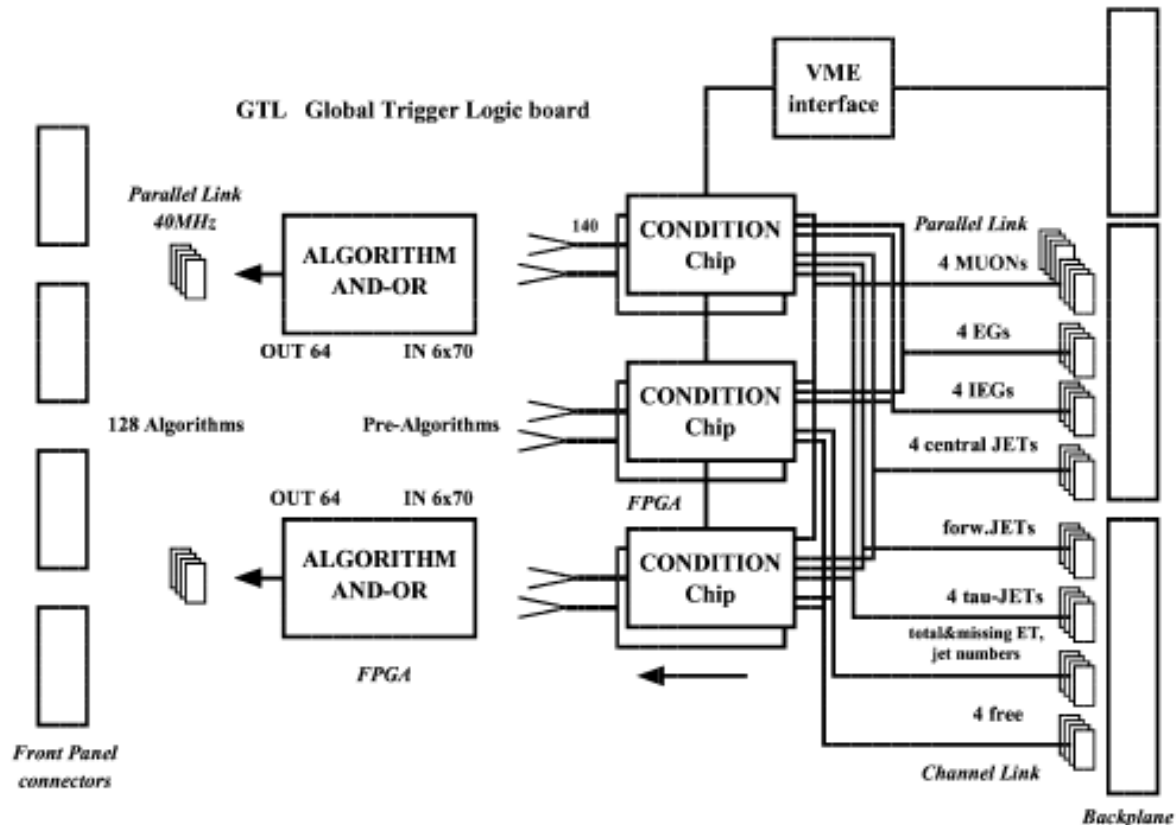 VME
interface
GTL Global Trigger Logic board
Parallel Link
40MHz
ALGORITHM
AND-OR
OUT 64
IN 6x70
140
CONDITION
Chip
Parallel Link
4 MUONs
4 EGs
4 IEGs
4 central JETs
128 Algorithms
Pre-Algorithms
CONDITION
Chip
FPGA
OUT 64
IN 6x70
ALGORITHM
AND-OR
FPGA
CONDITION
Chip
forw.JETs
4 tau-JETs
total&missing ET,
jet numbers
4 free
Channel Link
Front Panel
connectors
Backplane